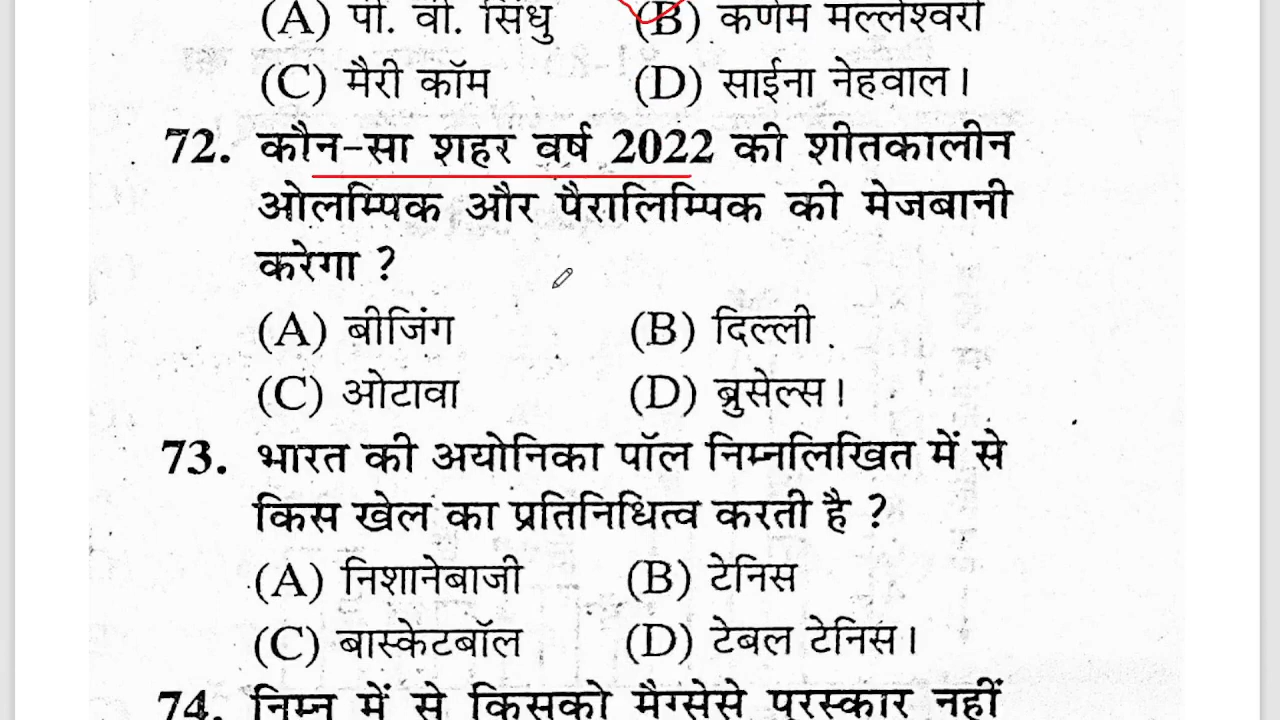 (A) पी. वी. सिंधु (B) कर्णम मल्लेश्वरी
(C) मैरी कॉम (D) साईना नेहवाल।
72. कौन-सा शहर वर्ष 2022 की शीतकालीन
ओलम्पिक और पैरालिम्पिक की मेजबानी
करेगा ?
(A) बीजिंग (B) दिल्ली
(C) ओटावा (D) ब्रुसेल्स।
73. भारत की अयोनिका पॉल निम्नलिखित में से
किस खेल का प्रतिनिधित्व करती है ?
(A) निशानेबाजी (B) टेनिस
(C) बास्केटबॉल (D) टेबल टेनिस।
74. निम्न में से किसको मैग्सेसे पुरस्कार नहीं